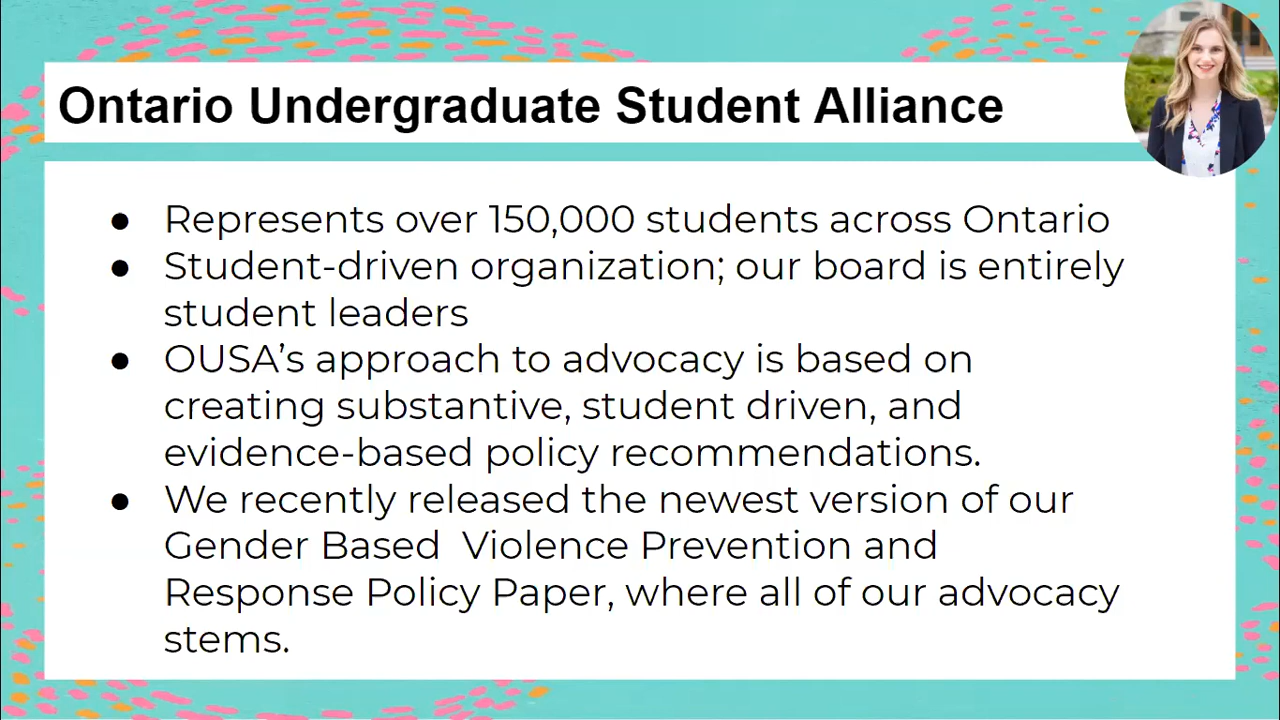 Ontario Undergraduate Student Alliance
● Represents over 150,000 students across Ontario
● Student-driven organization; our board is entirely
student leaders
● OUSA’s approach to advocacy is based on
creating substantive, student driven, and
evidence-based policy recommendations.
● We recently released the newest version of our
Gender Based  Violence Prevention and
Response Policy Paper, where all of our advocacy
stems.